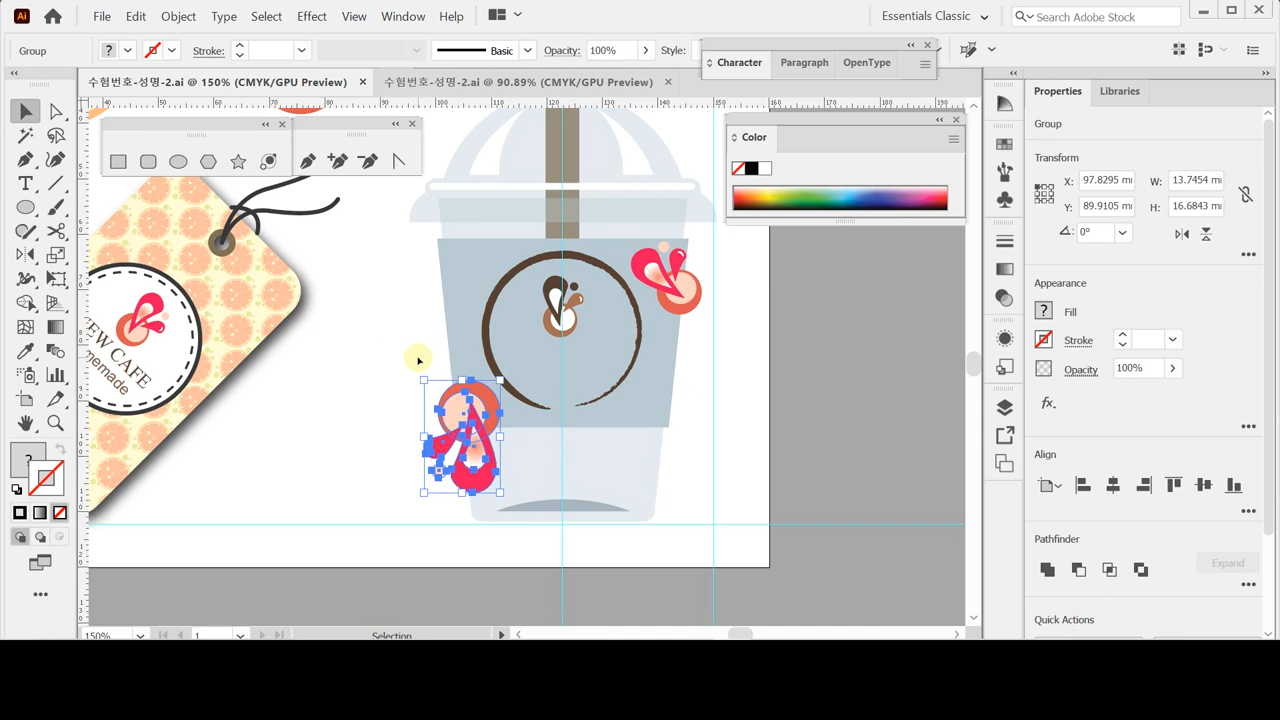 Ai
File Edit Object Type Select Effect View Window Help
Essentials Classic
Search Adobe Stock
Group
?
Stroke:
Basic
Opacity: 100%
Style:
수험번호-성명-2.ai @ 150% (CMYK/GPU Preview)
수험번호-성명-2.ai @ 90.89% (CMYK/GPU Preview)
Character Paragraph OpenType
Color
Properties Libraries
Group
Transform
X: 97.8295 mm
W: 13.7454 mm
Y: 89.9105 mm
H: 16.6843 mm
0°
Appearance
? Fill
Stroke
Opacity 100%
fx
Align
Pathfinder
Expand
Quick Actions
EW CAFE
memade
150%
1
Selection